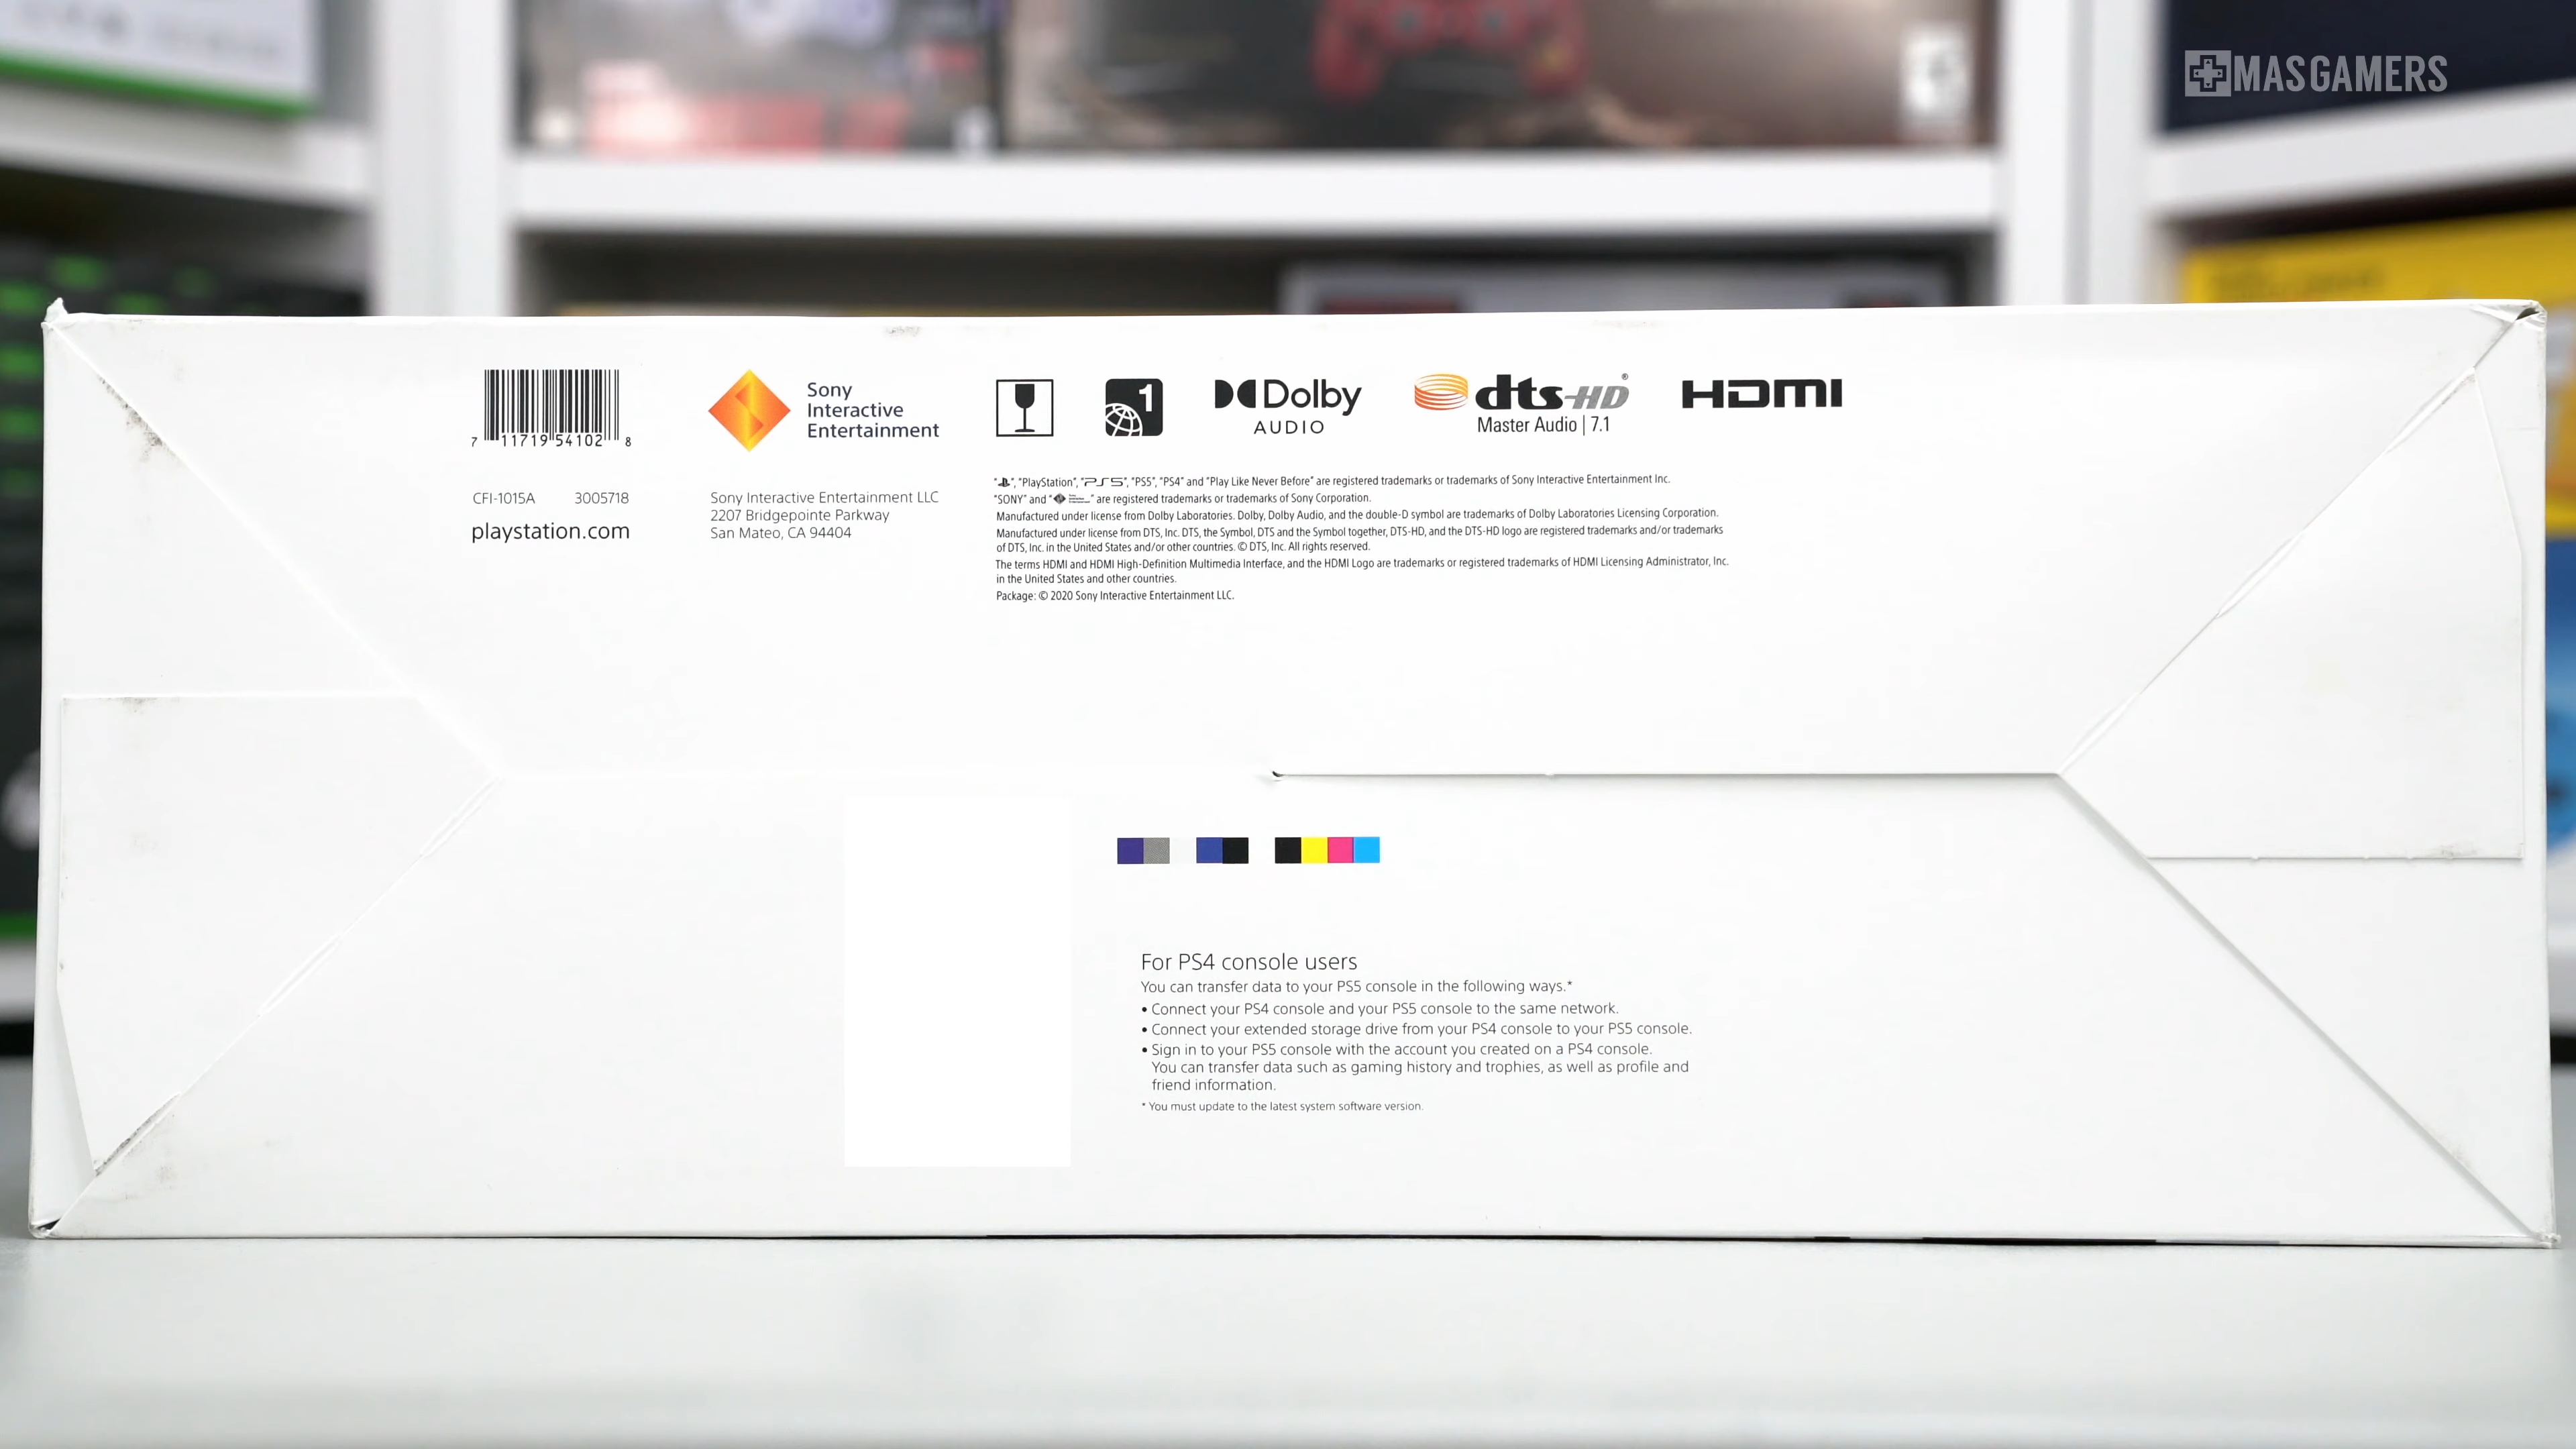 MASGAMERS
7 11719 54102 8
CFI-1015A 3005718
playstation.com
Sony
Interactive
Entertainment
Sony Interactive Entertainment LLC
2207 Bridgepointe Parkway
San Mateo, CA 94404
1
Dolby
AUDIO
dts-HD®
Master Audio | 7.1
HDMI
“ ”, “PlayStation”, “PS5”, “PS5”, “PS4” and “Play Like Never Before” are registered trademarks or trademarks of Sony Interactive Entertainment Inc.
“SONY” and “ ” are registered trademarks or trademarks of Sony Corporation.
Manufactured under license from Dolby Laboratories. Dolby, Dolby Audio, and the double-D symbol are trademarks of Dolby Laboratories Licensing Corporation.
Manufactured under license from DTS, Inc. DTS, the Symbol, DTS and the Symbol together, DTS-HD, and the DTS-HD logo are registered trademarks and/or trademarks
of DTS, Inc. in the United States and/or other countries. © DTS, Inc. All rights reserved.
The terms HDMI and HDMI High-Definition Multimedia Interface, and the HDMI Logo are trademarks or registered trademarks of HDMI Licensing Administrator, Inc.
in the United States and other countries.
Package: © 2020 Sony Interactive Entertainment LLC.
For PS4 console users
You can transfer data to your PS5 console in the following ways.*
• Connect your PS4 console and your PS5 console to the same network.
• Connect your extended storage drive from your PS4 console to your PS5 console.
• Sign in to your PS5 console with the account you created on a PS4 console.
You can transfer data such as gaming history and trophies, as well as profile and
friend information.
* You must update to the latest system software version.